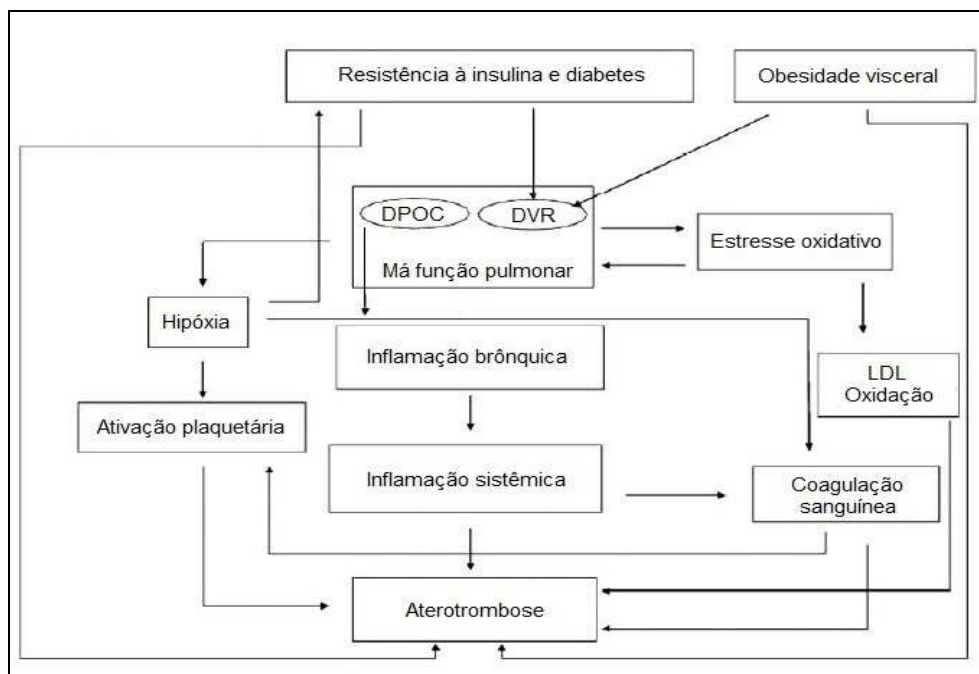 Resistência à insulina e diabetes
Obesidade visceral
DPOC
DVR
Má função pulmonar
Estresse oxidativo
Hipóxia
Inflamação brônquica
LDL
Oxidação
Ativação plaquetária
Inflamação sistêmica
Coagulação
sanguínea
Aterotrombose